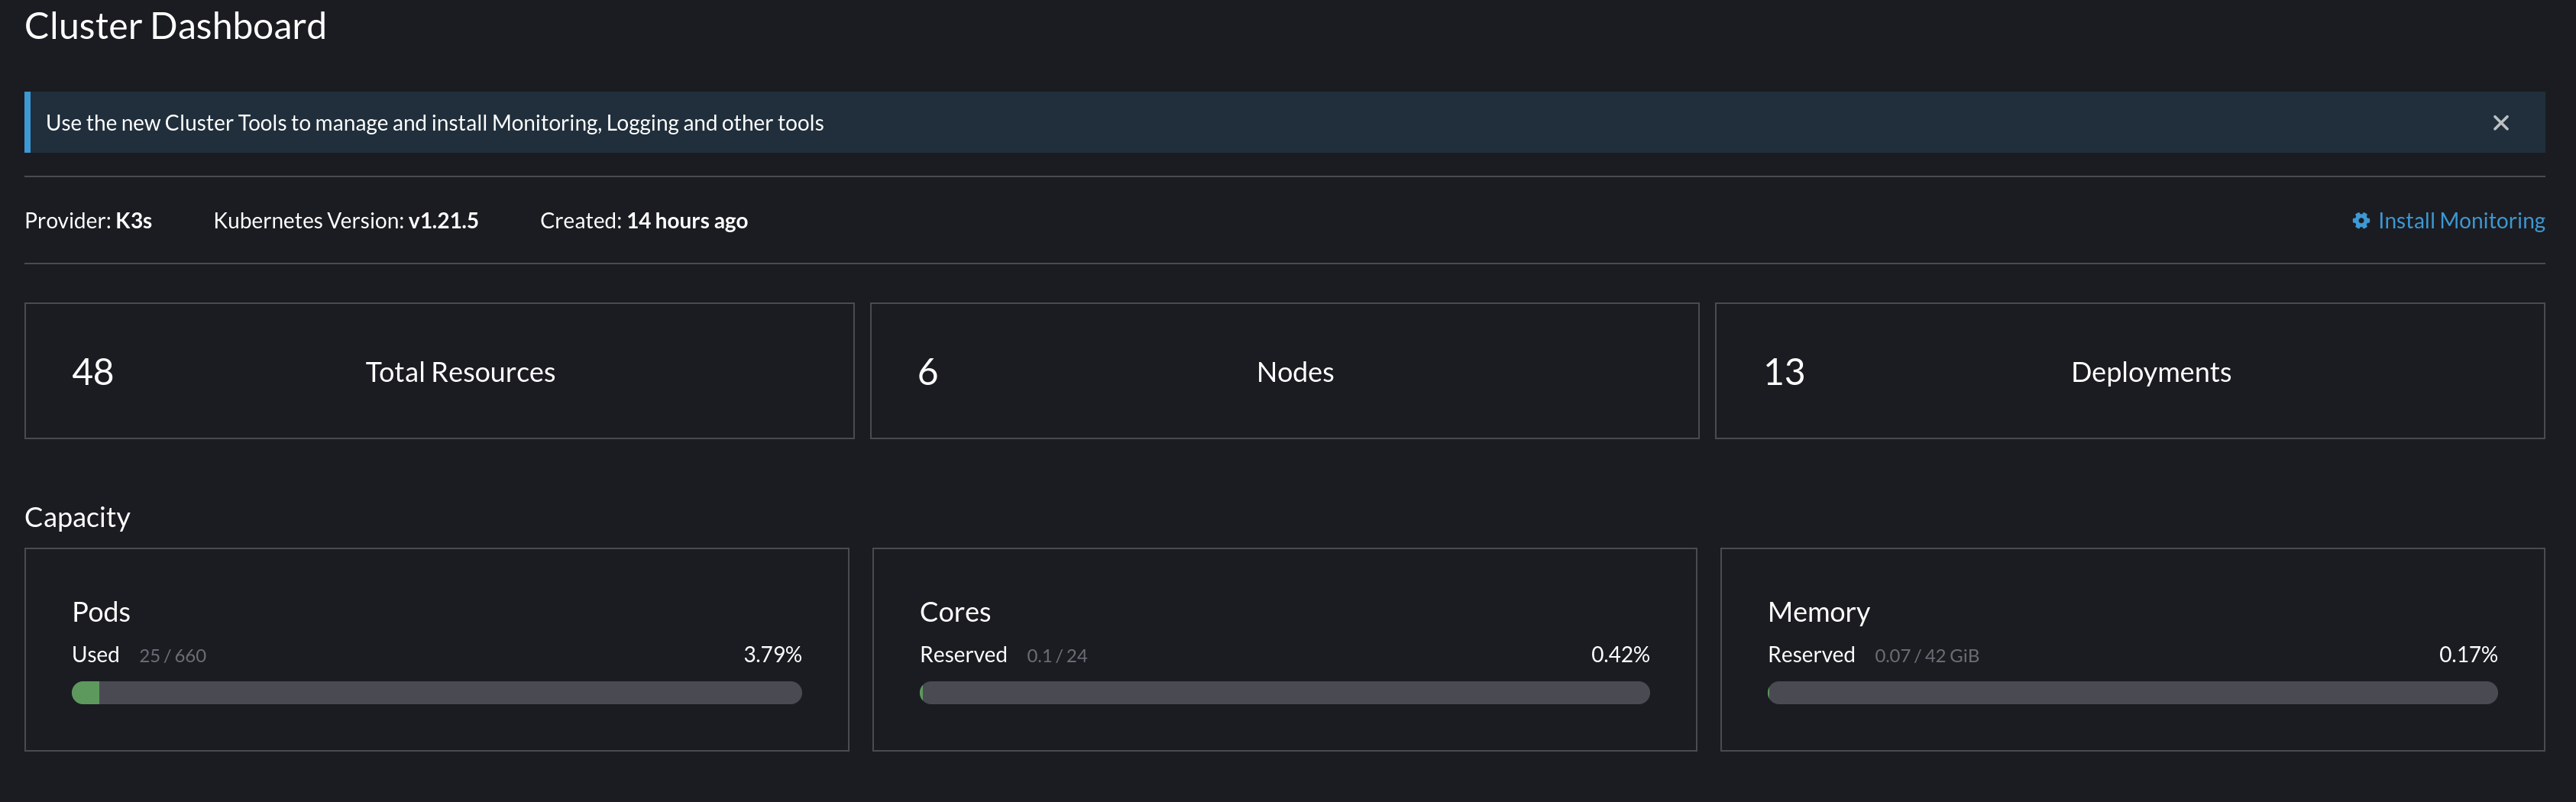 Cluster Dashboard
Use the new Cluster Tools to manage and install Monitoring, Logging and other tools
Provider: K3s Kubernetes Version: v1.21.5 Created: 14 hours ago Install Monitoring
48 Total Resources
6 Nodes
13 Deployments
Capacity
Pods
Used 25 / 660 3.79%
Cores
Reserved 0.1 / 24 0.42%
Memory
Reserved 0.07 / 42 GiB 0.17%